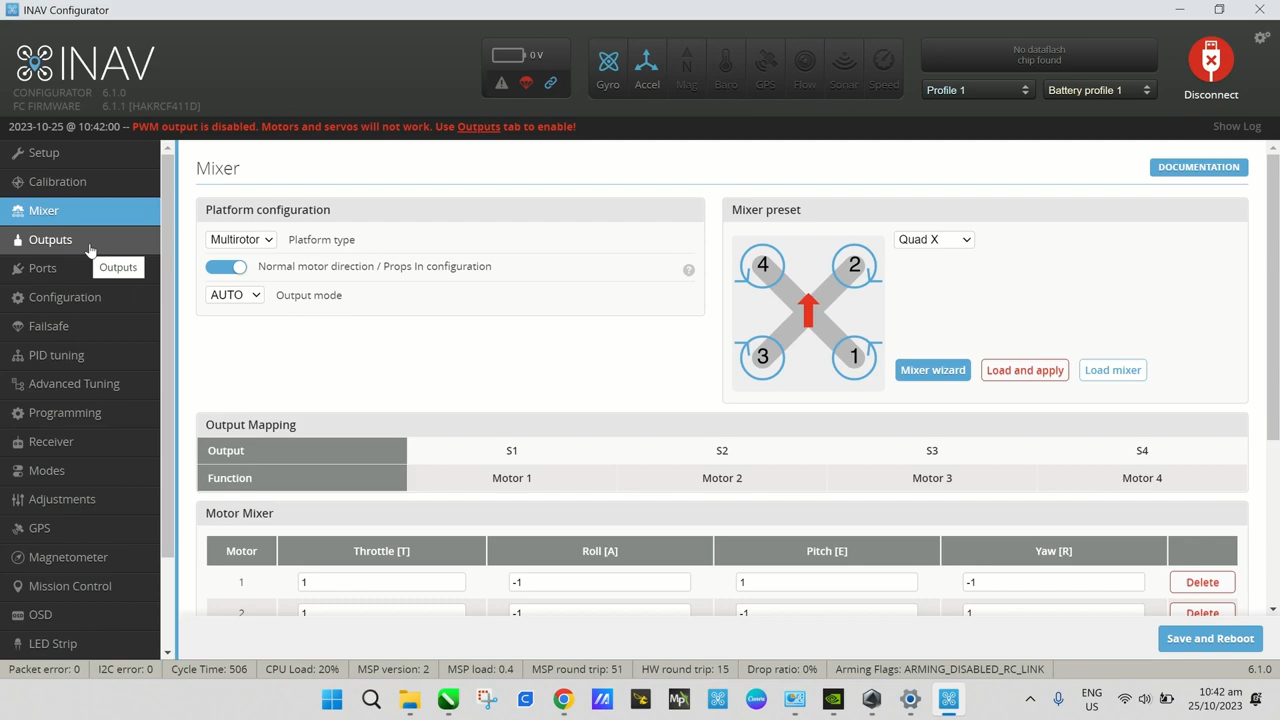 INAV Configurator
INAV
CONFIGURATOR 6.1.0
FC FIRMWARE 6.1.1 [HAKRCF411D]
0 V
Gyro Accel Mag Baro GPS Flow Sonar Speed
No dataflash
chip found
Profile 1
Battery profile 1
Disconnect
2023-10-25 @ 10:42:00 -- PWM output is disabled. Motors and servos will not work. Use Outputs tab to enable!
Show Log
Setup
Calibration
Mixer
Outputs
Outputs
Ports
Configuration
Failsafe
PID tuning
Advanced Tuning
Programming
Receiver
Modes
Adjustments
GPS
Magnetometer
Mission Control
OSD
LED Strip
Mixer
DOCUMENTATION
Platform configuration
Multirotor Platform type
Normal motor direction / Props In configuration
?
AUTO Output mode
Mixer preset
Quad X
4 2
3 1
Mixer wizard Load and apply Load mixer
Output Mapping
Output S1 S2 S3 S4
Function Motor 1 Motor 2 Motor 3 Motor 4
Motor Mixer
Motor Throttle [T] Roll [A] Pitch [E] Yaw [R]
1 1 -1 1 -1 Delete
2 1 -1 -1 1 Delete
Save and Reboot
Packet error: 0 I2C error: 0 Cycle Time: 506 CPU Load: 20% MSP version: 2 MSP load: 0.4 MSP round trip: 51 HW round trip: 15 Drop ratio: 0% Arming Flags: ARMING_DISABLED_RC_LINK 6.1.0
ENG
US
10:42 am
25/10/2023